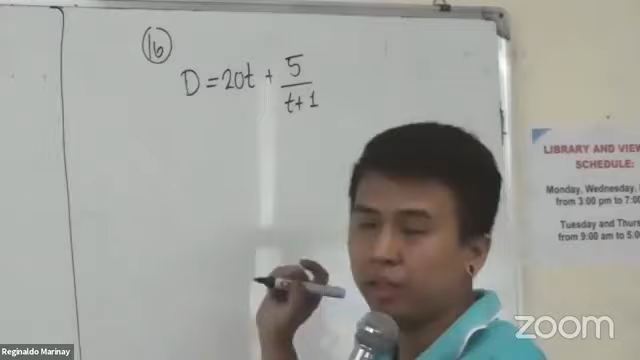 16
D = 20t + 5/(t+1)
LIBRARY AND VIEW
SCHEDULE:
Monday, Wednesday,
from 3:00 pm to 7:00
Tuesday and Thurs
from 9:00 am to 5:0
zoom
Reginaldo Marinay